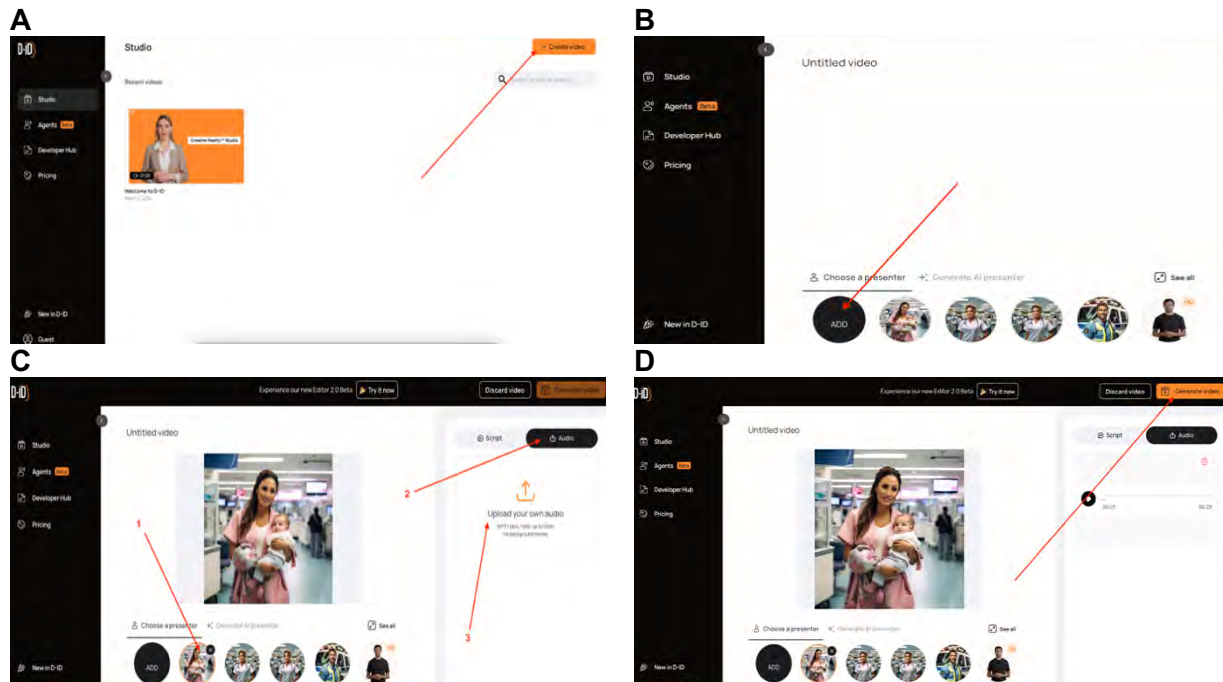 A
D-ID
Studio
+ Create video
Recent videos
Studio
Agents Beta
Developer Hub
Pricing
Creative Reality™ Studio
Welcome to D-ID
New in D-ID
Guest
B
Untitled video
Studio
Agents Beta
Developer Hub
Pricing
Choose a presenter
Generate AI presenter
See all
ADD
HQ
New in D-ID
C
D-ID
Experience our new Editor 2.0 Beta
Try it now
Discard video
Generate video
Untitled video
Script
Audio
Studio
Agents Beta
Developer Hub
Pricing
2
Upload your own audio
1
3
Choose a presenter
Generate AI presenter
See all
ADD
New in D-ID
D
D-ID
Experience our new Editor 2.0 Beta
Try it now
Discard video
Generate video
Untitled video
Script
Audio
Studio
Agents Beta
Developer Hub
Pricing
Choose a presenter
Generate AI presenter
See all
ADD
New in D-ID